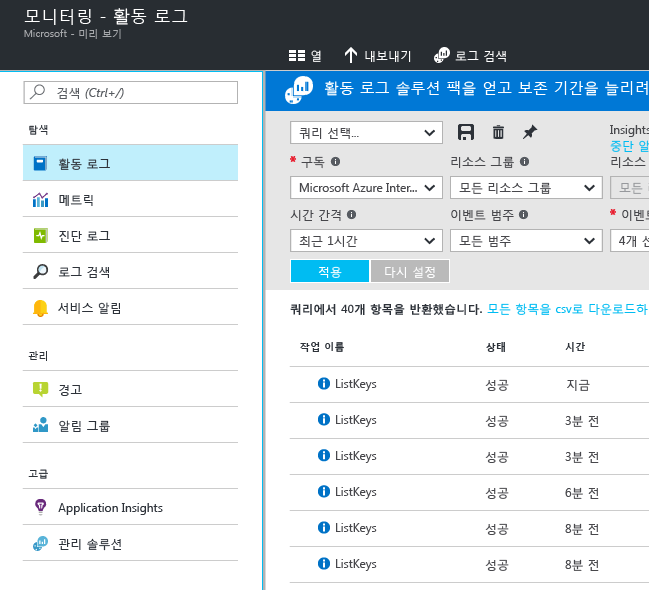 모니터링 - 활동 로그
Microsoft - 미리 보기
열
내보내기
로그 검색
검색 (Ctrl+/)
탐색
활동 로그
메트릭
진단 로그
로그 검색
서비스 알림
관리
경고
알림 그룹
고급
Application Insights
관리 솔루션
활동 로그 솔루션 팩을 얻고 보존 기간을 늘리려
쿼리 선택...
Insights
중단 알
* 구독
리소스 그룹
리소스
Microsoft Azure Inter...
모든 리소스 그룹
모든
시간 간격
이벤트 범주
* 이벤트
최근 1시간
모든 범주
4개 선
적용
다시 설정
쿼리에서 40개 항목을 반환했습니다. 모든 항목을 csv로 다운로드하
작업 이름 상태 시간
ListKeys 성공 지금
ListKeys 성공 3분 전
ListKeys 성공 3분 전
ListKeys 성공 6분 전
ListKeys 성공 8분 전
ListKeys 성공 8분 전